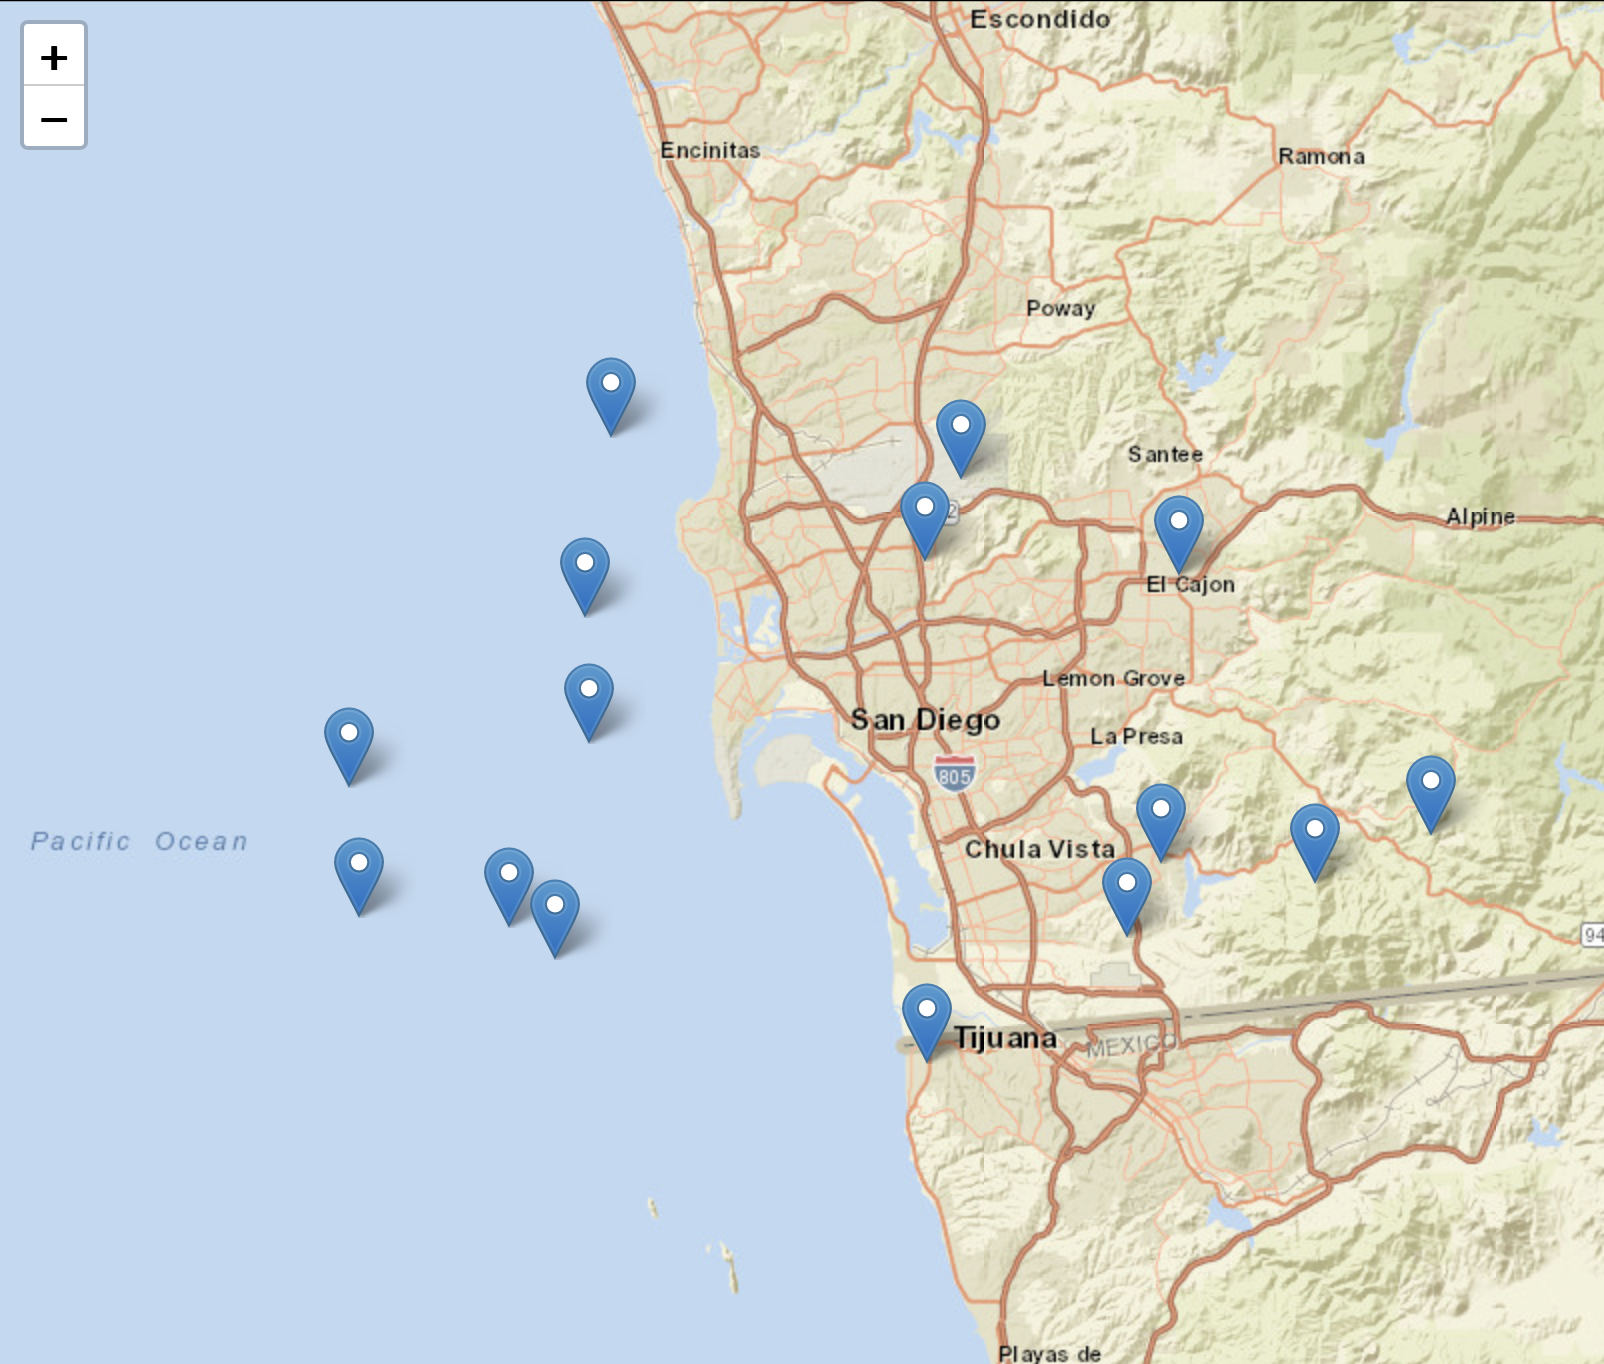 +
−
Escondido
Encinitas
Ramona
Poway
Santee
2
Alpine
El Cajon
Lemon Grove
San Diego
La Presa
805
Pacific Ocean
Chula Vista
94
Tijuana
MEXICO
Playas de